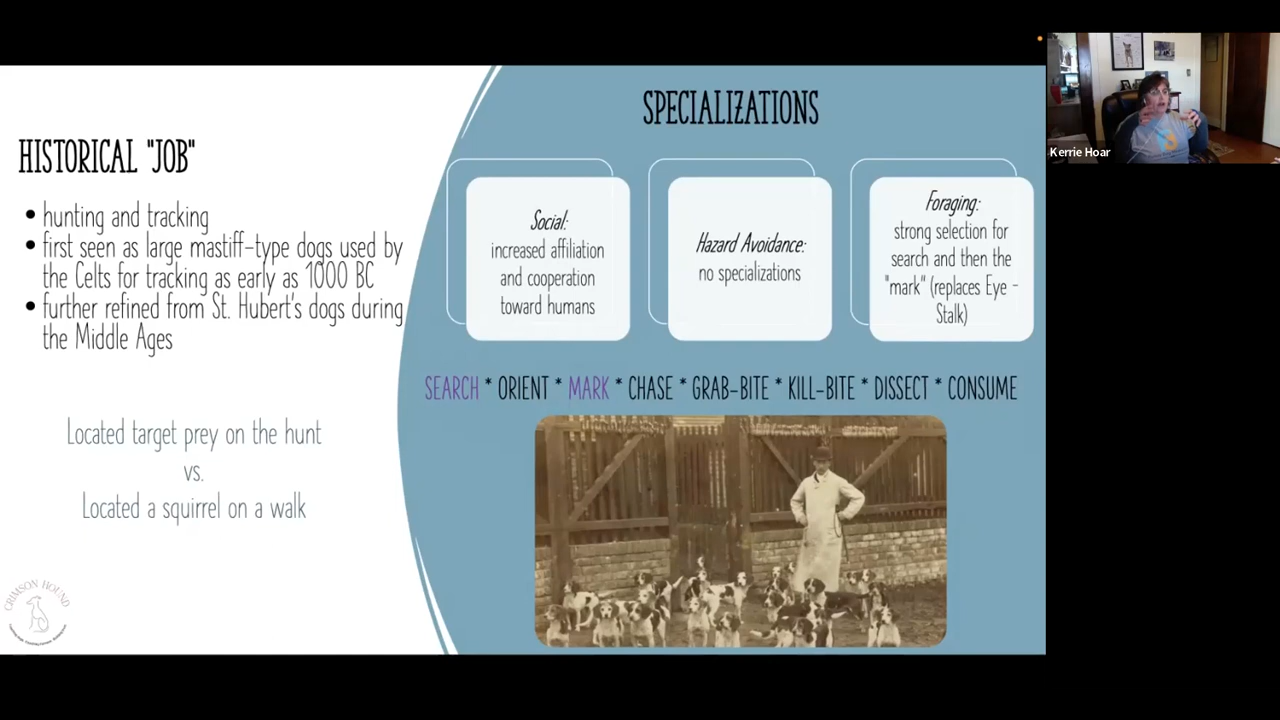 HISTORICAL "JOB"
• hunting and tracking
• first seen as large mastiff-type dogs used by
the Celts for tracking as early as 1000 BC
• further refined from St. Hubert's dogs during
the Middle Ages
Located target prey on the hunt
vs.
Located a squirrel on a walk
CRIMSON HOUND
SPECIALIZATIONS
Social:
increased affiliation
and cooperation
toward humans
Hazard Avoidance:
no specializations
Foraging:
strong selection for
search and then the
"mark" (replaces Eye -
Stalk)
SEARCH * ORIENT * MARK * CHASE * GRAB-BITE * KILL-BITE * DISSECT * CONSUME
Kerrie Hoar